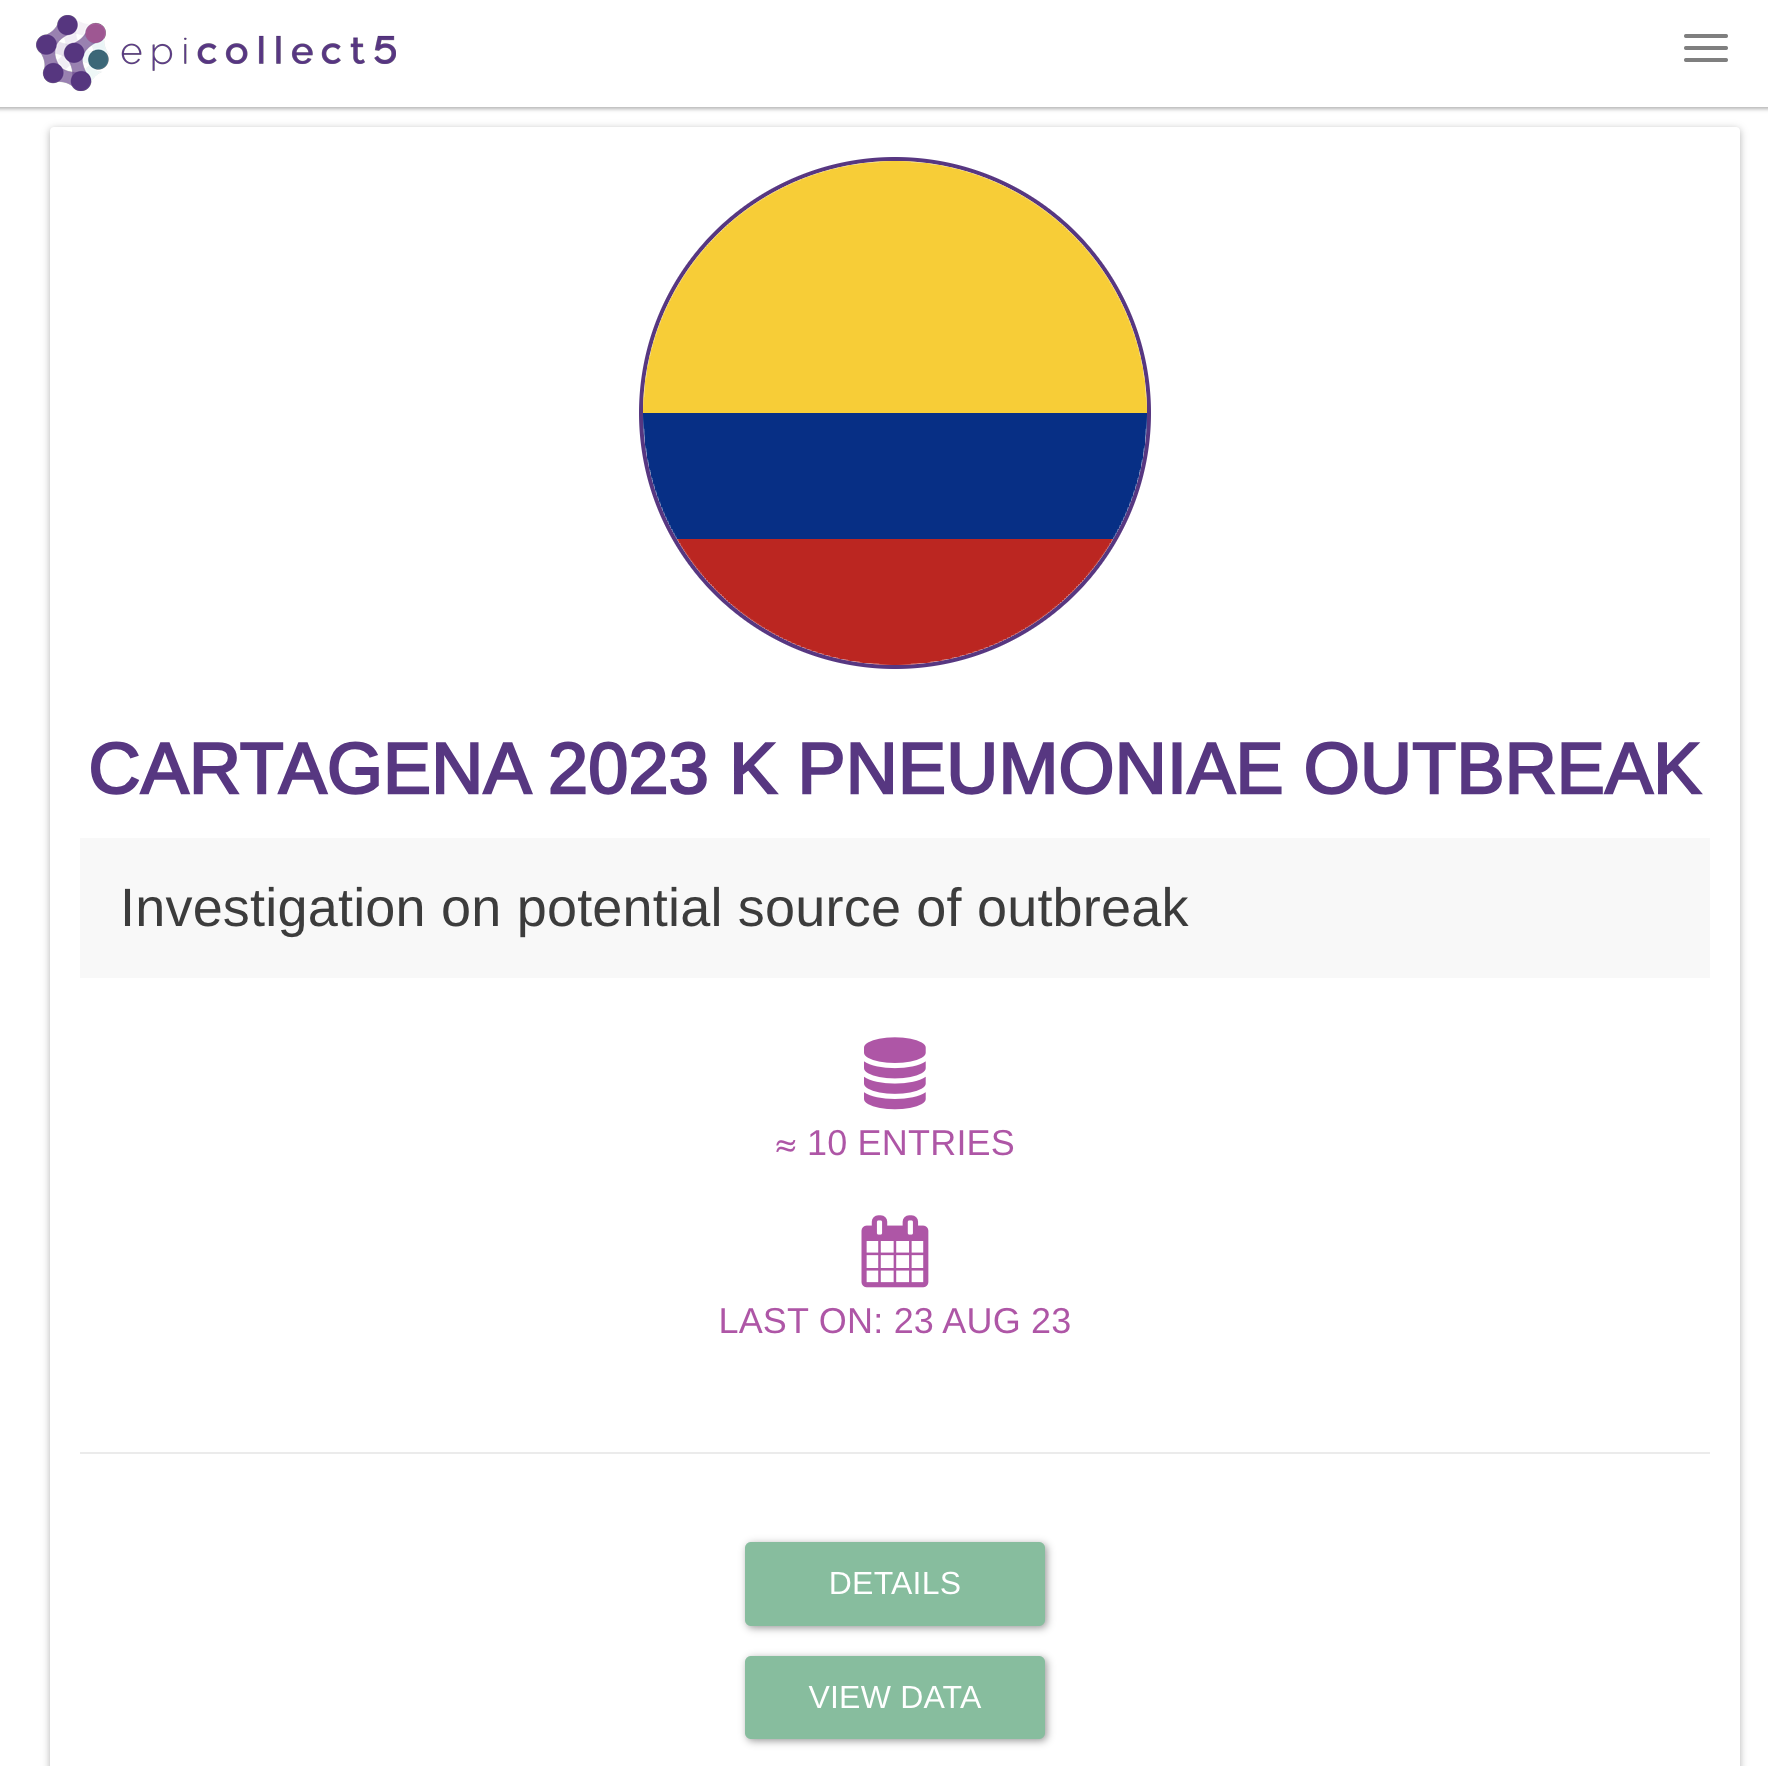 epicollect5
CARTAGENA 2023 K PNEUMONIAE OUTBREAK
Investigation on potential source of outbreak
≈ 10 ENTRIES
LAST ON: 23 AUG 23
DETAILS
VIEW DATA